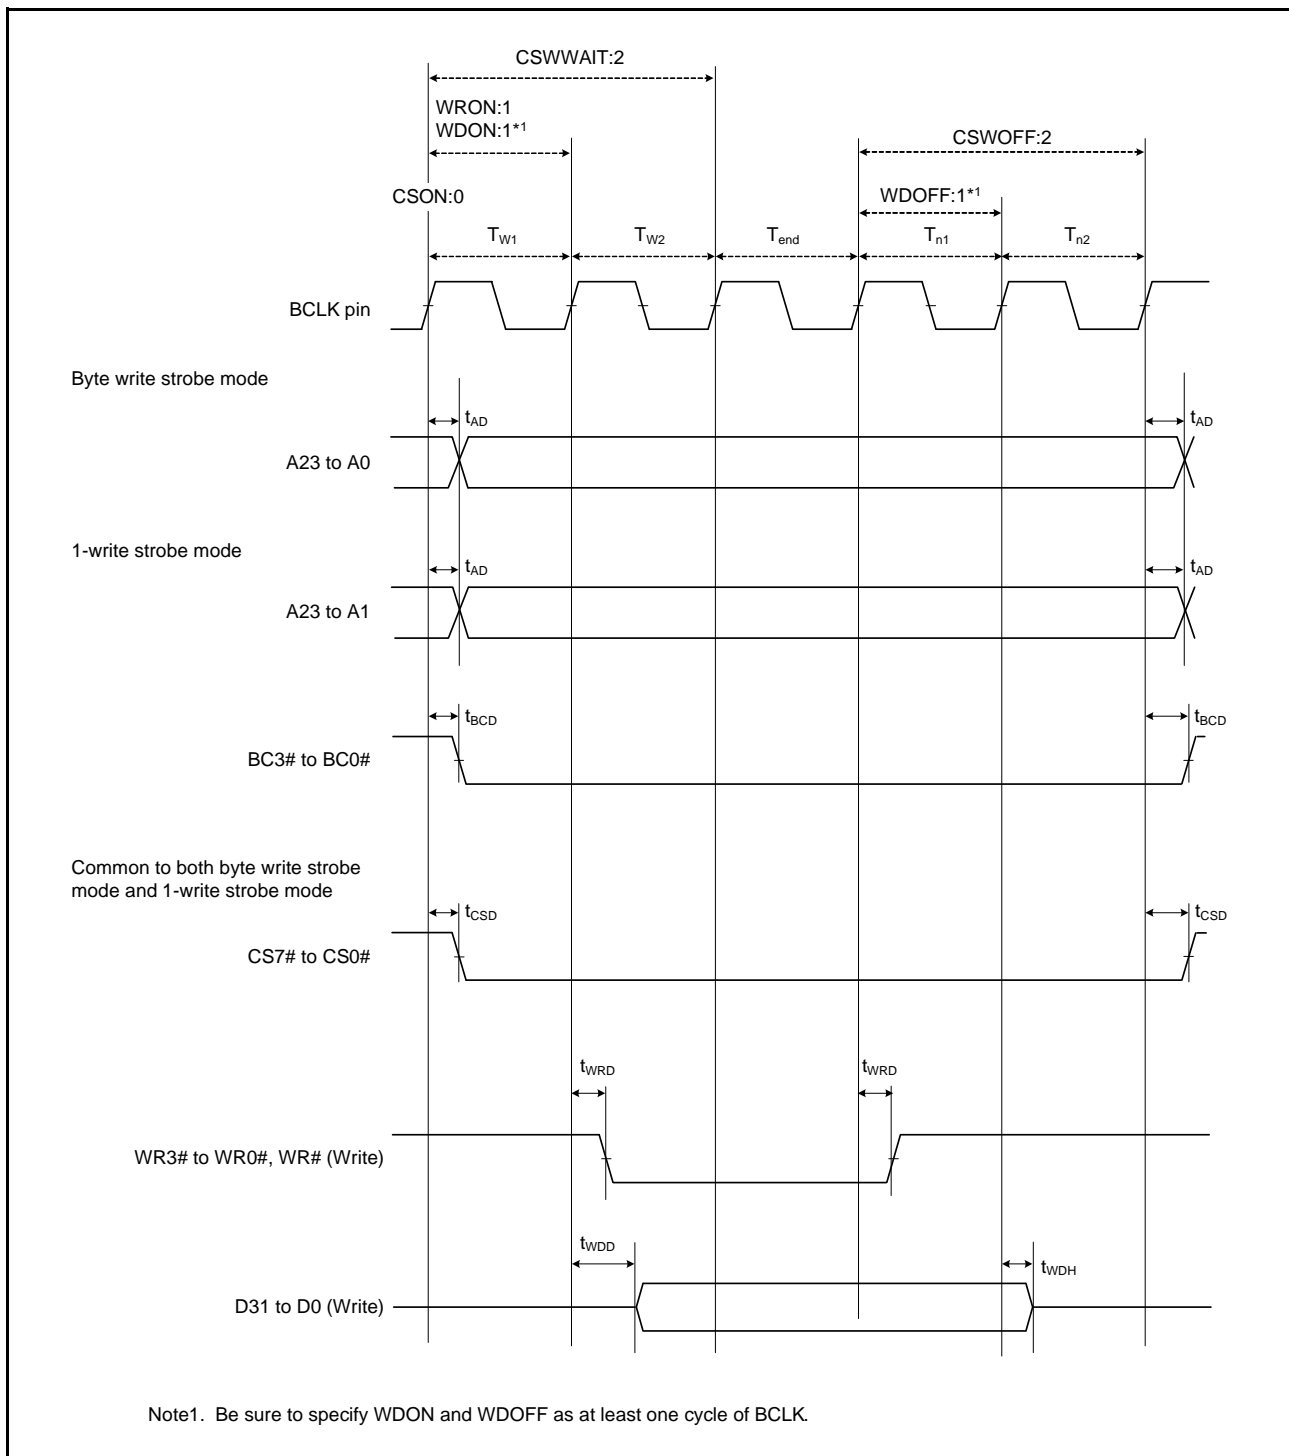 CSWWAIT:2
WRON:1
WDON:1*1
CSWOFF:2
CSON:0
WDOFF:1*1
TW1
TW2
Tend
Tn1
Tn2
BCLK pin
Byte write strobe mode
tAD
tAD
A23 to A0
1-write strobe mode
tAD
tAD
A23 to A1
tBCD
tBCD
BC3# to BC0#
Common to both byte write strobe
mode and 1-write strobe mode
tCSD
tCSD
CS7# to CS0#
tWRD
tWRD
WR3# to WR0#, WR# (Write)
tWDD
tWDH
D31 to D0 (Write)
Note1. Be sure to specify WDON and WDOFF as at least one cycle of BCLK.